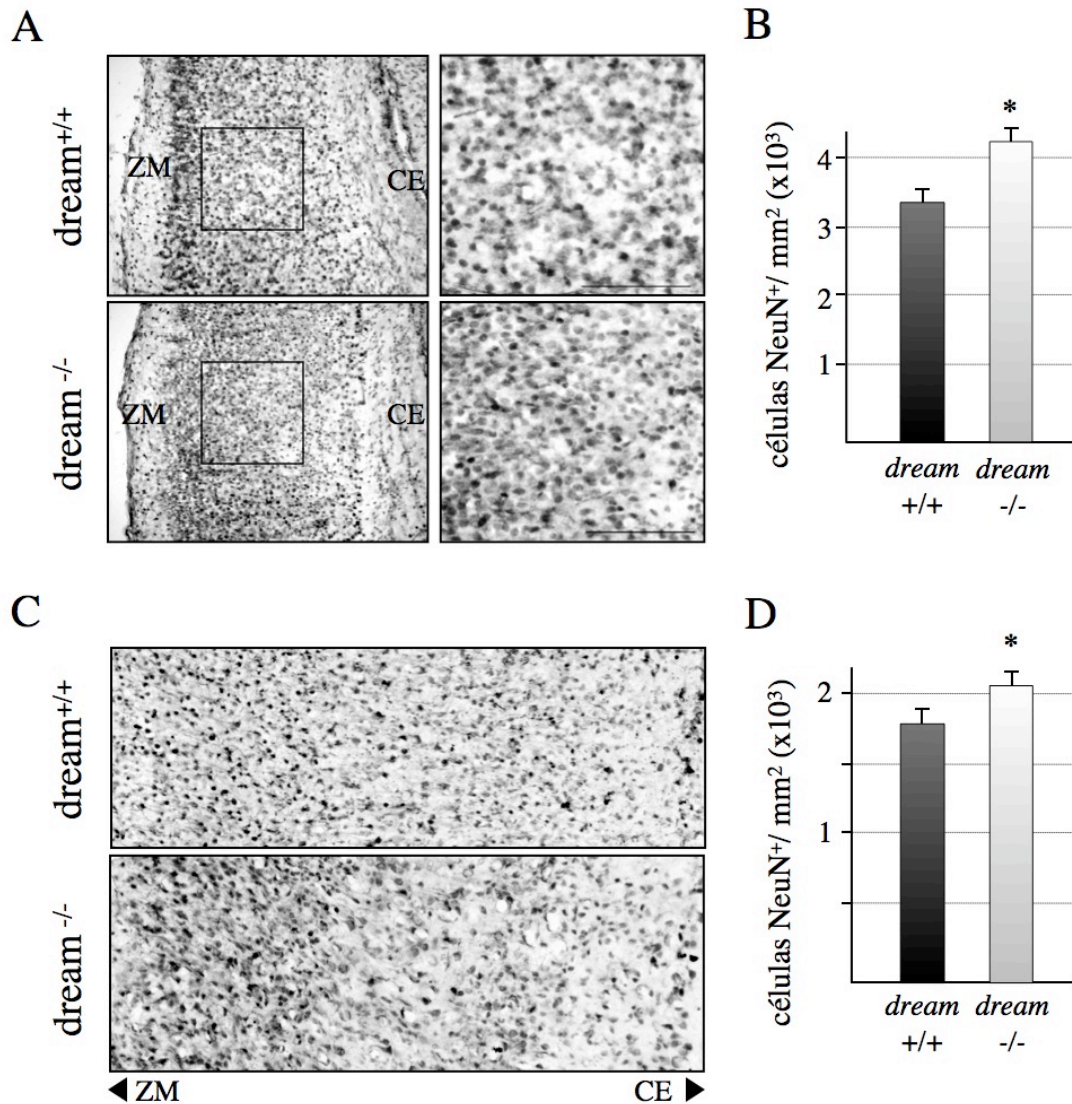 A
dream+/+
ZM
CE
dream -/-
ZM
CE
B
células NeuN+/ mm2 (x103)
4
3
2
1
*
dream dream
+/+ -/-
C
dream+/+
dream -/-
◀ ZM CE ▶
D
células NeuN+/ mm2 (x103)
2
1
*
dream dream
+/+ -/-